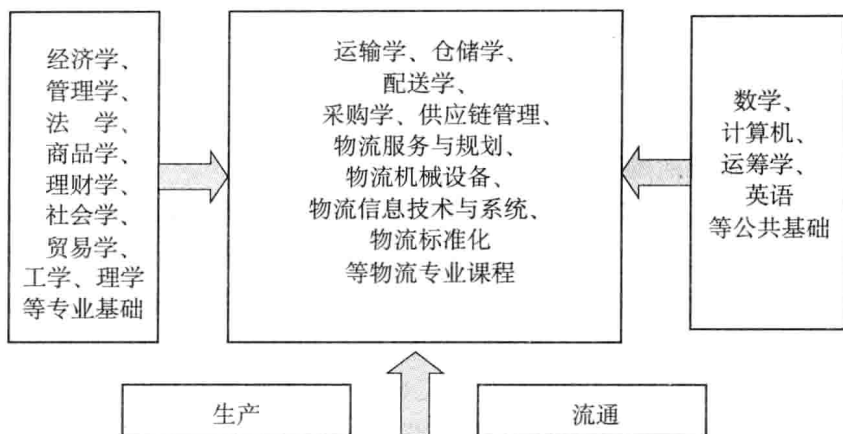 经济学、
管理学、
法 学、
商品学、
理财学、
社会学、
贸易学、
工学、理学
等专业基础
运输学、仓储学、
配送学、
采购学、供应链管理、
物流服务与规划、
物流机械设备、
物流信息技术与系统、
物流标准化
等物流专业课程
数学、
计算机、
运筹学、
英语
等公共基础
生产
流通